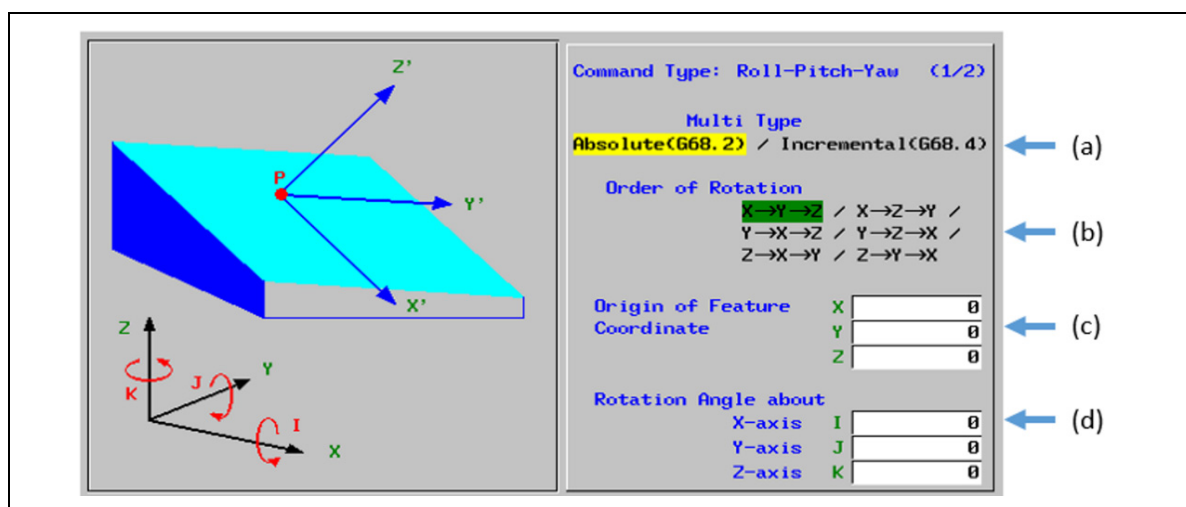 Z'
P
Y'
X'
Z
Y
K
J
I
X
Command Type: Roll-Pitch-Yaw (1/2)
Multi Type
Absolute(G68.2) / Incremental(G68.4)
(a)
Order of Rotation
X→Y→Z / X→Z→Y /
Y→X→Z / Y→Z→X /
(b)
Z→X→Y / Z→Y→X
Origin of Feature X 0
Coordinate Y 0
(c)
Z 0
Rotation Angle about
X-axis I 0
(d)
Y-axis J 0
Z-axis K 0